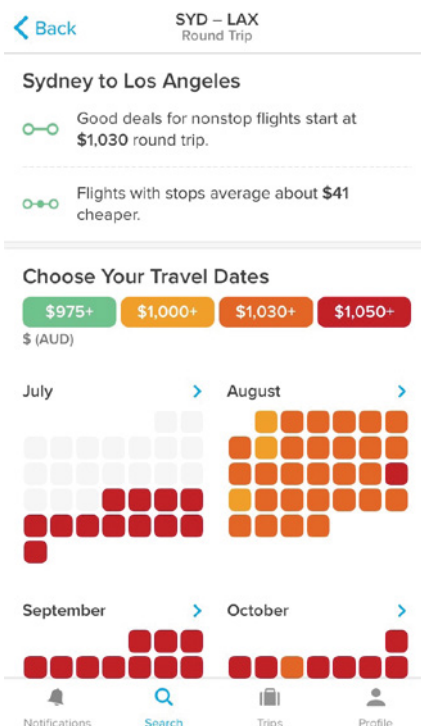 Back
SYD – LAX
Round Trip
Sydney to Los Angeles
Good deals for nonstop flights start at
$1,030 round trip.
Flights with stops average about $41
cheaper.
Choose Your Travel Dates
$975+ $1,000+ $1,030+ $1,050+
$ (AUD)
July
August
September
October
Notifications Search Trips Profile